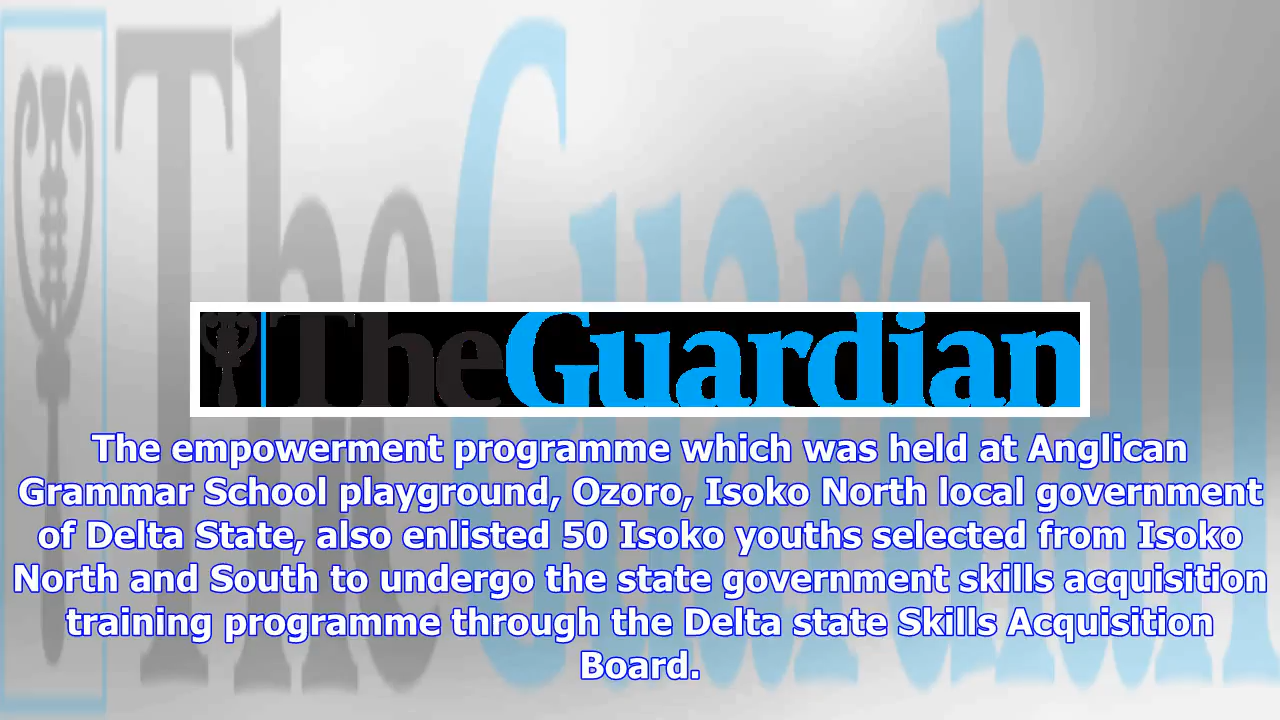 TheGuardian
TheGuardian
The empowerment programme which was held at Anglican
Grammar School playground, Ozoro, Isoko North local government
of Delta State, also enlisted 50 Isoko youths selected from Isoko
North and South to undergo the state government skills acquisition
training programme through the Delta state Skills Acquisition
Board.